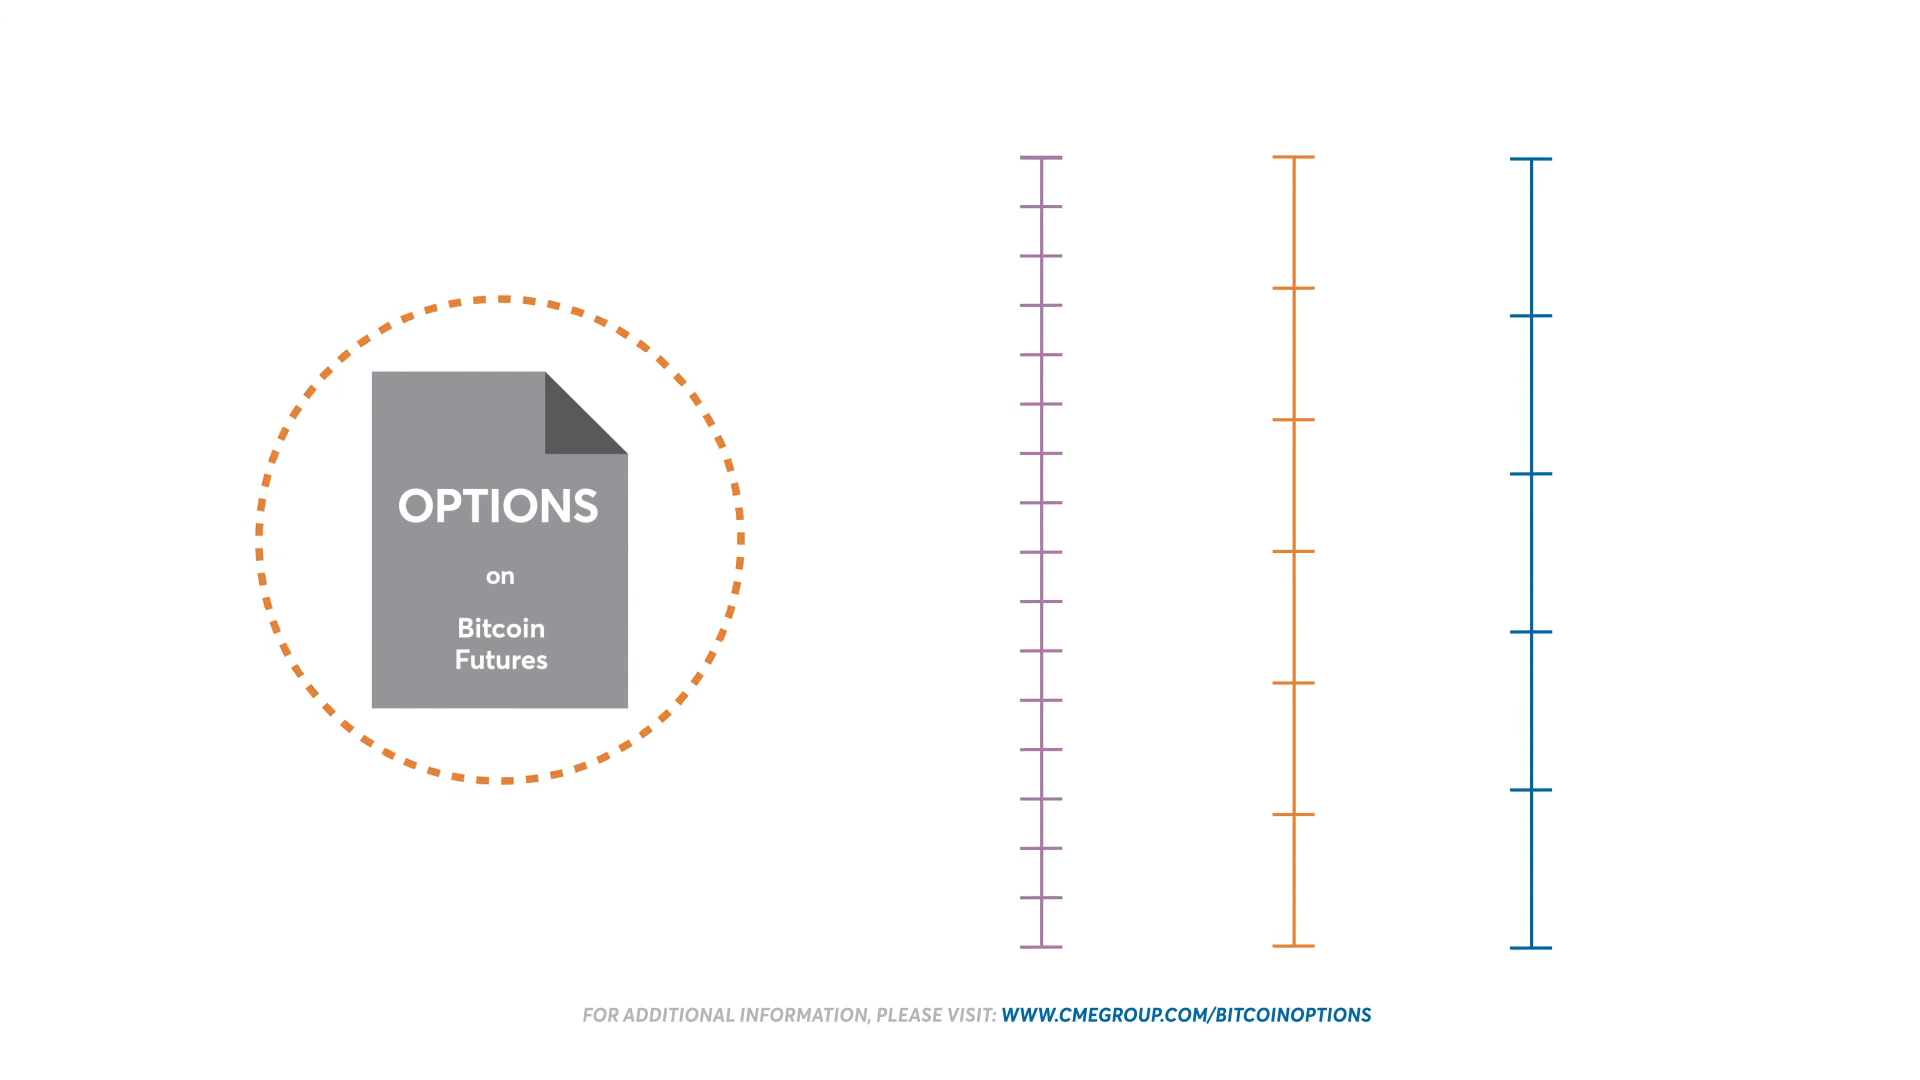 OPTIONS
on
Bitcoin
Futures
FOR ADDITIONAL INFORMATION, PLEASE VISIT: WWW.CMEGROUP.COM/BITCOINOPTIONS